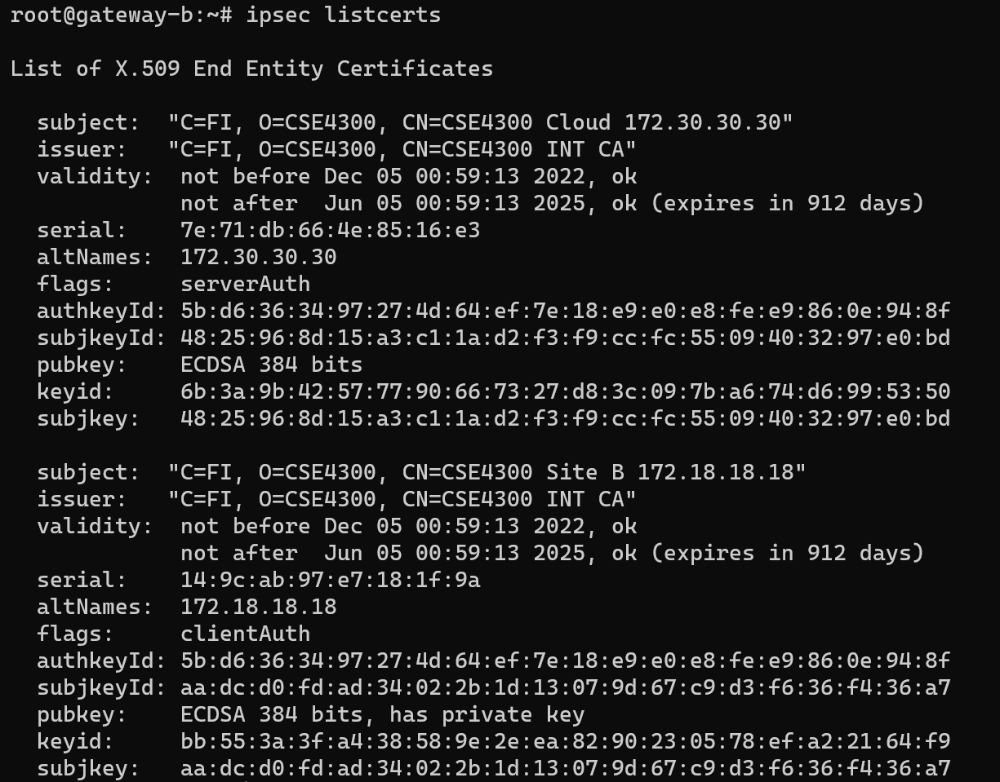 root@gateway-b:~# ipsec listcerts

List of X.509 End Entity Certificates

  subject:  "C=FI, O=CSE4300, CN=CSE4300 Cloud 172.30.30.30"
  issuer:   "C=FI, O=CSE4300, CN=CSE4300 INT CA"
  validity:  not before Dec 05 00:59:13 2022, ok
             not after  Jun 05 00:59:13 2025, ok (expires in 912 days)
  serial:    7e:71:db:66:4e:85:16:e3
  altNames:  172.30.30.30
  flags:     serverAuth
  authkeyId: 5b:d6:36:34:97:27:4d:64:ef:7e:18:e9:e0:e8:fe:e9:86:0e:94:8f
  subjkeyId: 48:25:96:8d:15:a3:c1:1a:d2:f3:f9:cc:fc:55:09:40:32:97:e0:bd
  pubkey:    ECDSA 384 bits
  keyid:     6b:3a:9b:42:57:77:90:66:73:27:d8:3c:09:7b:a6:74:d6:99:53:50
  subjkey:   48:25:96:8d:15:a3:c1:1a:d2:f3:f9:cc:fc:55:09:40:32:97:e0:bd

  subject:  "C=FI, O=CSE4300, CN=CSE4300 Site B 172.18.18.18"
  issuer:   "C=FI, O=CSE4300, CN=CSE4300 INT CA"
  validity:  not before Dec 05 00:59:13 2022, ok
             not after  Jun 05 00:59:13 2025, ok (expires in 912 days)
  serial:    14:9c:ab:97:e7:18:1f:9a
  altNames:  172.18.18.18
  flags:     clientAuth
  authkeyId: 5b:d6:36:34:97:27:4d:64:ef:7e:18:e9:e0:e8:fe:e9:86:0e:94:8f
  subjkeyId: aa:dc:d0:fd:ad:34:02:2b:1d:13:07:9d:67:c9:d3:f6:36:f4:36:a7
  pubkey:    ECDSA 384 bits, has private key
  keyid:     bb:55:3a:3f:a4:38:58:9e:2e:ea:82:90:23:05:78:ef:a2:21:64:f9
  subjkey:   aa:dc:d0:fd:ad:34:02:2b:1d:13:07:9d:67:c9:d3:f6:36:f4:36:a7